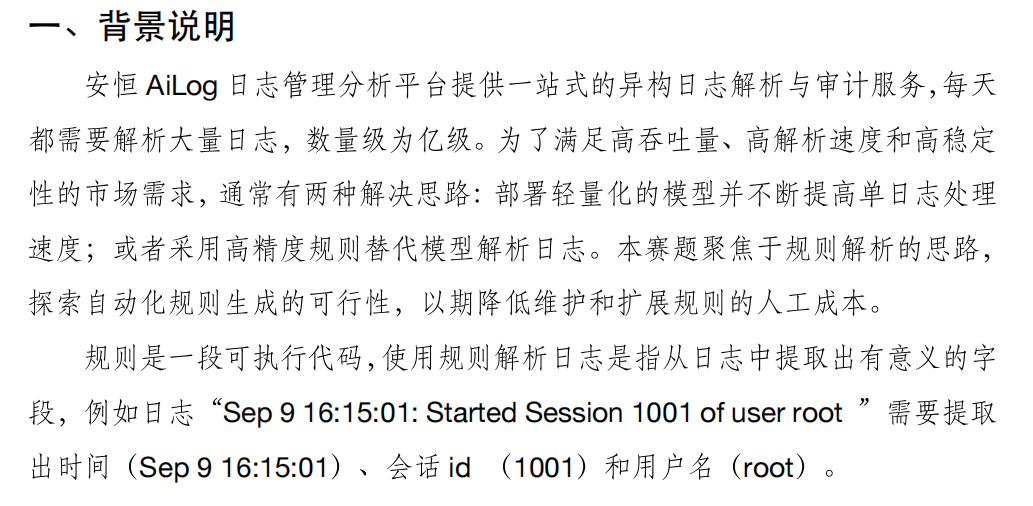 一、背景说明
安恒 AiLog 日志管理分析平台提供一站式的异构日志解析与审计服务，每天
都需要解析大量日志，数量级为亿级。为了满足高吞吐量、高解析速度和高稳定
性的市场需求，通常有两种解决思路：部署轻量化的模型并不断提高单日志处理
速度；或者采用高精度规则替代模型解析日志。本赛题聚焦于规则解析的思路，
探索自动化规则生成的可行性，以期降低维护和扩展规则的人工成本。
规则是一段可执行代码，使用规则解析日志是指从日志中提取出有意义的字
段，例如日志“Sep 9 16:15:01: Started Session 1001 of user root ”需要提取
出时间（Sep 9 16:15:01）、会话 id （1001）和用户名（root）。